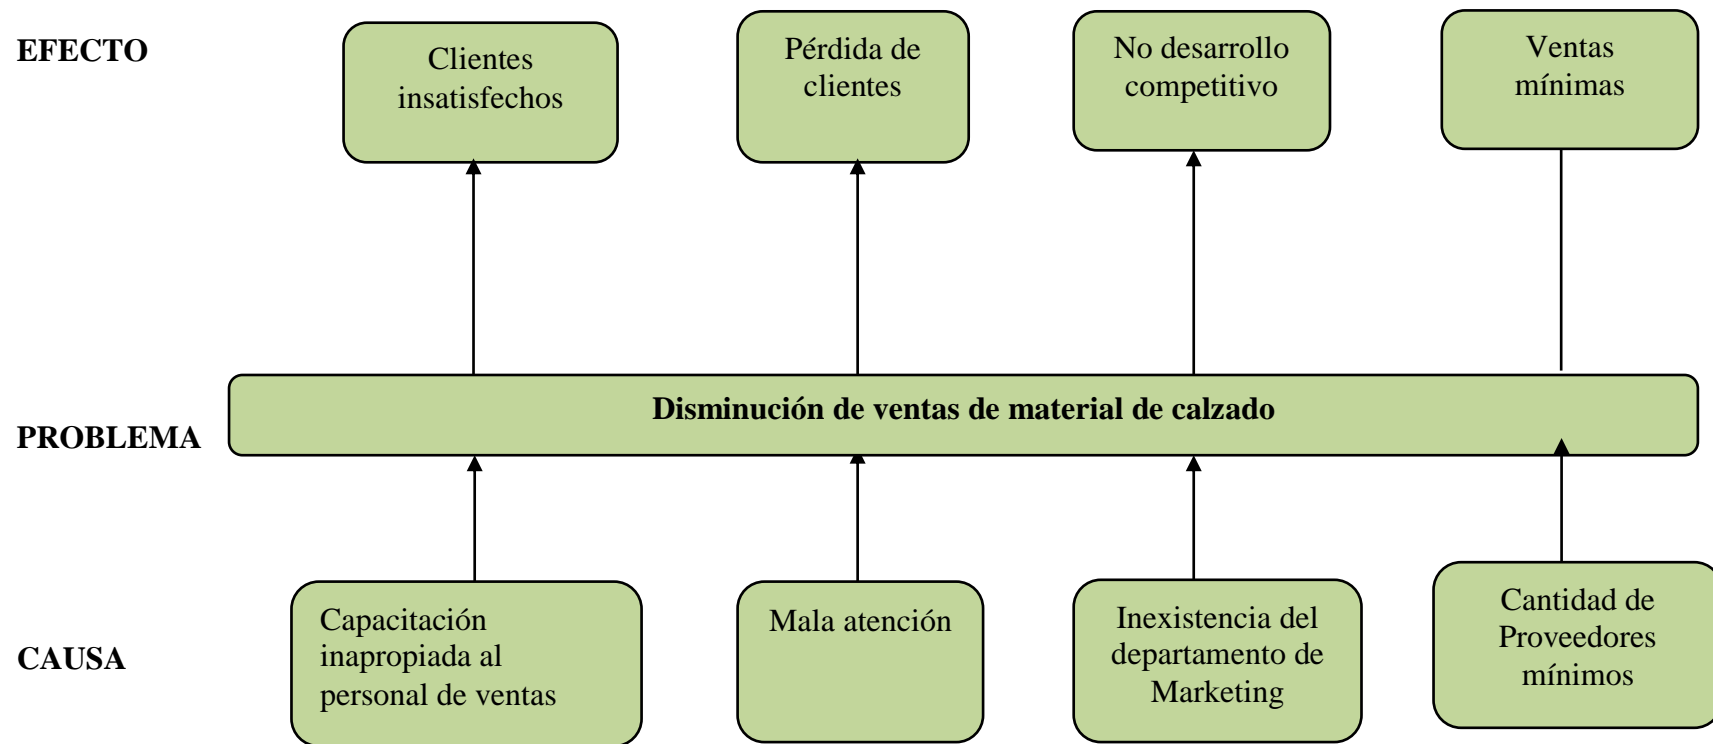 EFECTO
Clientes
insatisfechos
Pérdida de
clientes
No desarrollo
competitivo
Ventas
mínimas
PROBLEMA
Disminución de ventas de material de calzado
CAUSA
Capacitación
inapropiada al
personal de ventas
Mala atención
Inexistencia del
departamento de
Marketing
Cantidad de
Proveedores
mínimos